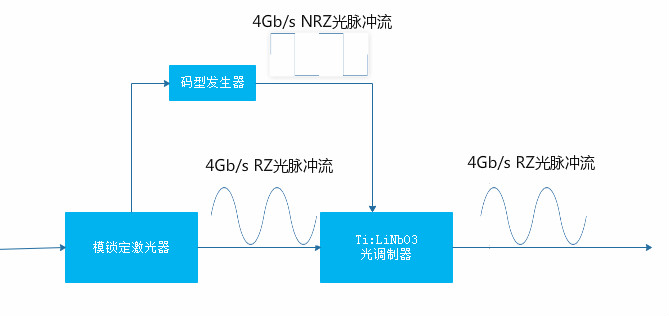 4Gb/s NRZ光脉冲流
码型发生器
4Gb/s RZ光脉冲流
4Gb/s RZ光脉冲流
模锁定激光器
Ti:LiNbO3
光调制器